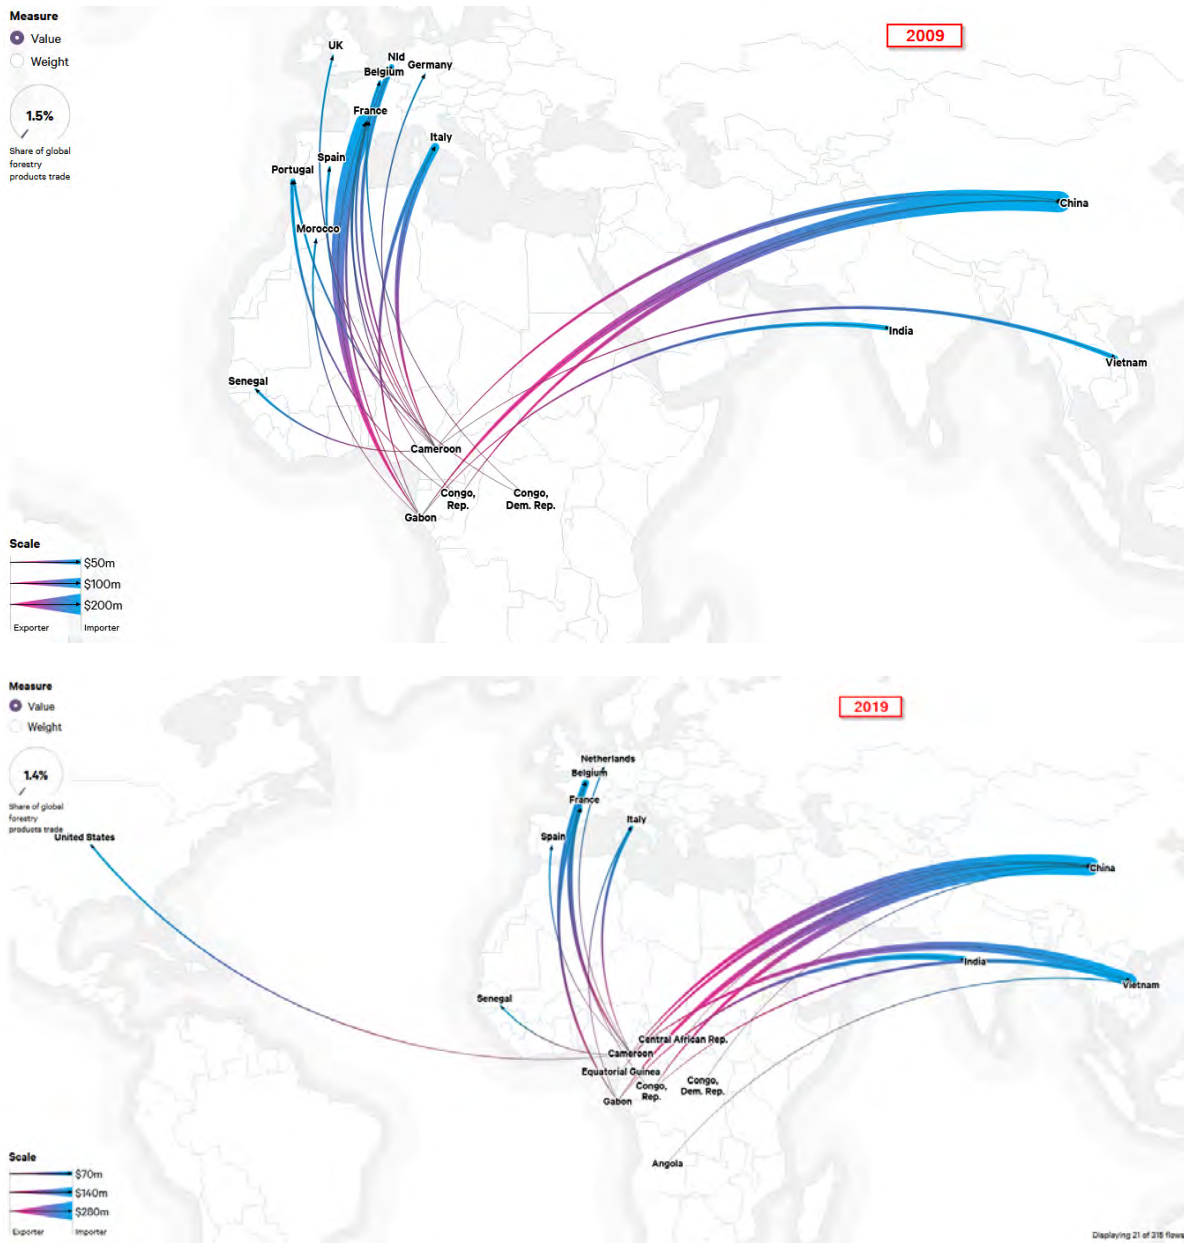 Measure
Value
Weight
1.5%
Share of global
forestry
products trade
2009
UK
Nld
Belgium
Germany
France
Italy
Spain
Portugal
Morocco
China
India
Vietnam
Senegal
Cameroon
Congo,
Rep.
Congo,
Dem. Rep.
Gabon
Scale
$50m
$100m
$200m
Exporter
Importer
Measure
Value
Weight
1.4%
Share of global
forestry
products trade
2019
United States
Netherlands
Belgium
France
Italy
Spain
China
India
Vietnam
Senegal
Central African Rep.
Cameroon
Equatorial Guinea
Congo,
Rep.
Congo,
Dem. Rep.
Gabon
Angola
Scale
$70m
$140m
$280m
Exporter
Importer
Displaying 21 of 318 flows